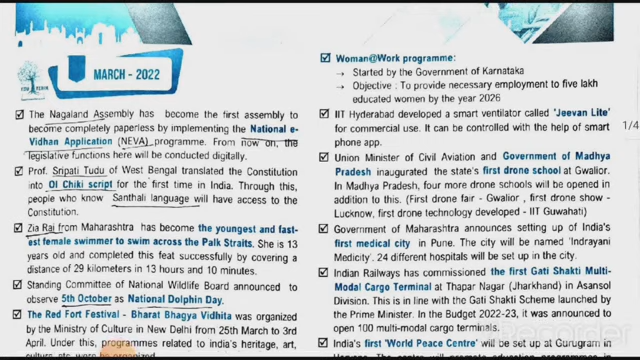 MARCH - 2022
The Nagaland Assembly has become the first assembly to
become completely paperless by implementing the National e-
Vidhan Application (NEVA) programme. From now on, the
legislative functions here will be conducted digitally.
Prof. Sripati Tudu of West Bengal translated the Constitution
into Ol Chiki script for the first time in India. Through this,
people who know Santhali language will have access to the
Constitution.
Zia Rai from Maharashtra has become the youngest and fast-
est female swimmer to swim across the Palk Straits. She is 13
years old and completed this feat successfully by covering a
distance of 29 kilometers in 13 hours and 10 minutes.
Standing Committee of National Wildlife Board announced to
observe 5th October as National Dolphin Day.
The Red Fort Festival - Bharat Bhagya Vidhita was organized
by the Ministry of Culture in New Delhi from 25th March to 3rd
April. Under this, programmes related to India's heritage, art,
culture etc. were to organized
Woman@Work programme:
→ Started by the Government of Karnataka
→ Objective : To provide necessary employment to five lakh
educated women by the year 2026
IIT Hyderabad developed a smart ventilator called 'Jeevan Lite'
for commercial use. It can be controlled with the help of smart
phone app.
Union Minister of Civil Aviation and Government of Madhya
Pradesh inaugurated the state's first drone school at Gwalior.
In Madhya Pradesh, four more drone schools will be opened in
addition to this. (First drone fair - Gwalior , first drone show -
Lucknow, first drone technology developed - IIT Guwahati)
Government of Maharashtra announces setting up of India's
first medical city in Pune. The city will be named 'Indrayani
Medicity'. 24 different hospitals will be set up in the city.
Indian Railways has commissioned the first Gati Shakti Multi-
Modal Cargo Terminal at Thapar Nagar (Jharkhand) in Asansol
Division. This is in line with the Gati Shakti Scheme launched by
the Prime Minister. In the Budget 2022-23, it was announced to
open 100 multi-modal cargo terminals.
India's first 'World Peace Centre' will be set up at Gurugram in
1/4